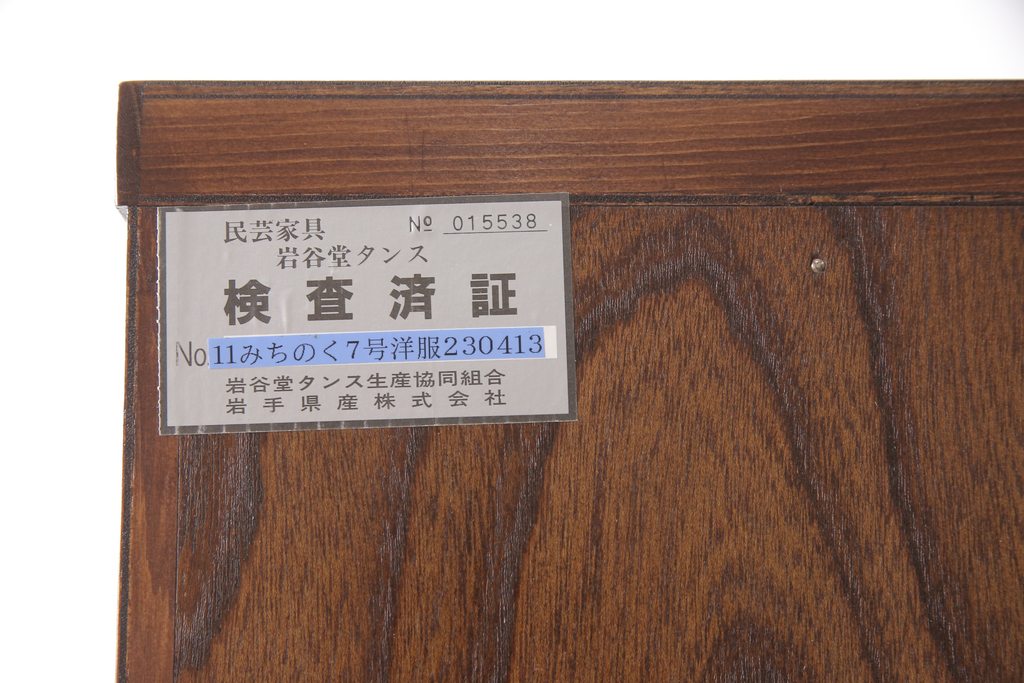 民芸家具 № 015538
岩谷堂タンス
検査済証
No.11みちのく7号洋服230413
岩谷堂タンス生産協同組合
岩手県産株式会社